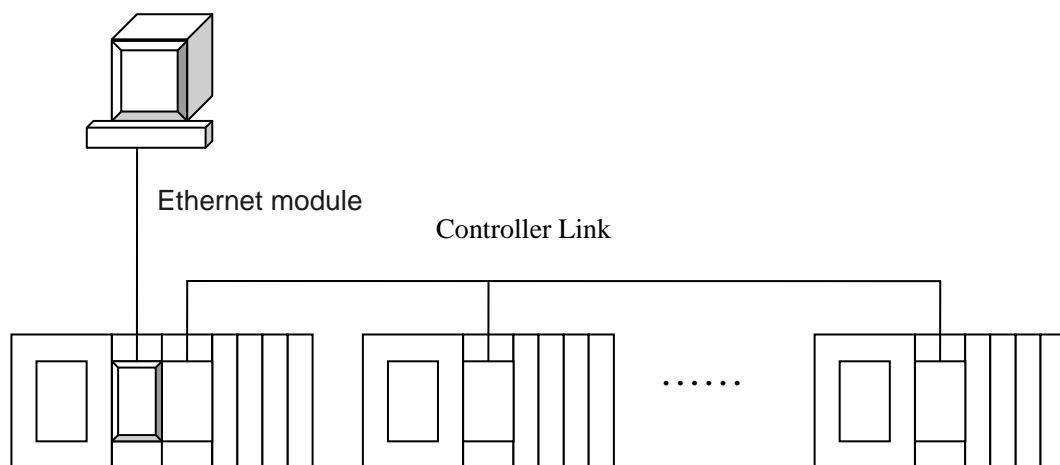 Ethernet module
Controller Link
……